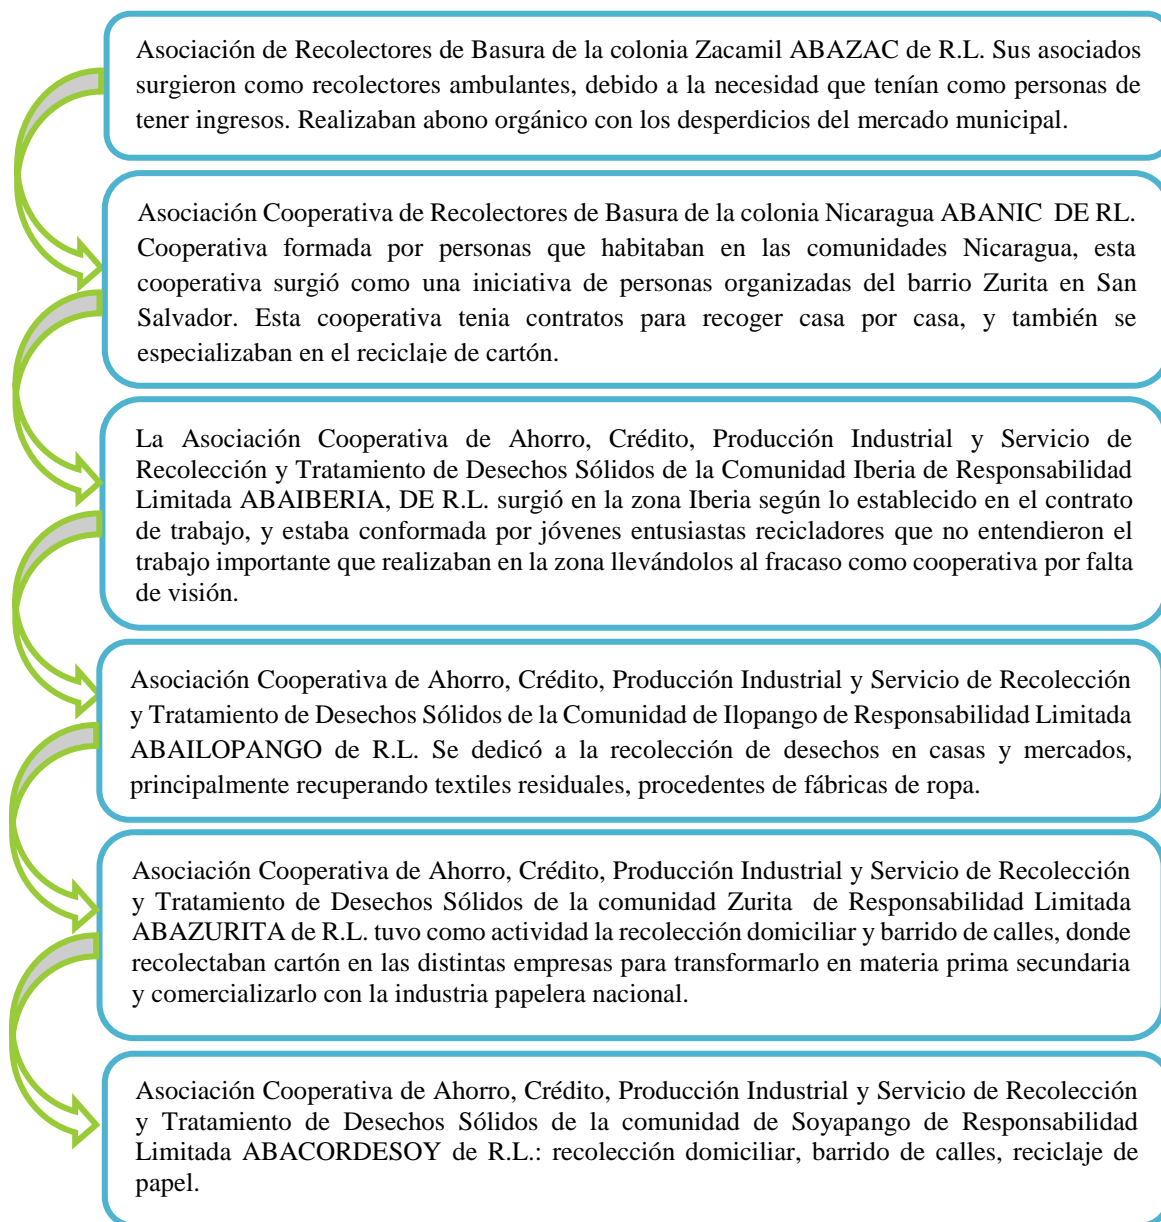 Asociación de Recolectores de Basura de la colonia Zacamil ABAZAC de R.L. Sus asociados
surgieron como recolectores ambulantes, debido a la necesidad que tenían como personas de
tener ingresos. Realizaban abono orgánico con los desperdicios del mercado municipal.
Asociación Cooperativa de Recolectores de Basura de la colonia Nicaragua ABANIC DE RL.
Cooperativa formada por personas que habitaban en las comunidades Nicaragua, esta
cooperativa surgió como una iniciativa de personas organizadas del barrio Zurita en San
Salvador. Esta cooperativa tenia contratos para recoger casa por casa, y también se
especializaban en el reciclaje de cartón.
La Asociación Cooperativa de Ahorro, Crédito, Producción Industrial y Servicio de
Recolección y Tratamiento de Desechos Sólidos de la Comunidad Iberia de Responsabilidad
Limitada ABAIBERIA, DE R.L. surgió en la zona Iberia según lo establecido en el contrato
de trabajo, y estaba conformada por jóvenes entusiastas recicladores que no entendieron el
trabajo importante que realizaban en la zona llevándolos al fracaso como cooperativa por falta
de visión.
Asociación Cooperativa de Ahorro, Crédito, Producción Industrial y Servicio de Recolección
y Tratamiento de Desechos Sólidos de la Comunidad de Ilopango de Responsabilidad Limitada
ABAILOPANGO de R.L. Se dedicó a la recolección de desechos en casas y mercados,
principalmente recuperando textiles residuales, procedentes de fábricas de ropa.
Asociación Cooperativa de Ahorro, Crédito, Producción Industrial y Servicio de Recolección
y Tratamiento de Desechos Sólidos de la comunidad Zurita de Responsabilidad Limitada
ABAZURITA de R.L. tuvo como actividad la recolección domiciliar y barrido de calles, donde
recolectaban cartón en las distintas empresas para transformarlo en materia prima secundaria
y comercializarlo con la industria papelera nacional.
Asociación Cooperativa de Ahorro, Crédito, Producción Industrial y Servicio de Recolección
y Tratamiento de Desechos Sólidos de la comunidad de Soyapango de Responsabilidad
Limitada ABACORDESOY de R.L.: recolección domiciliar, barrido de calles, reciclaje de
papel.